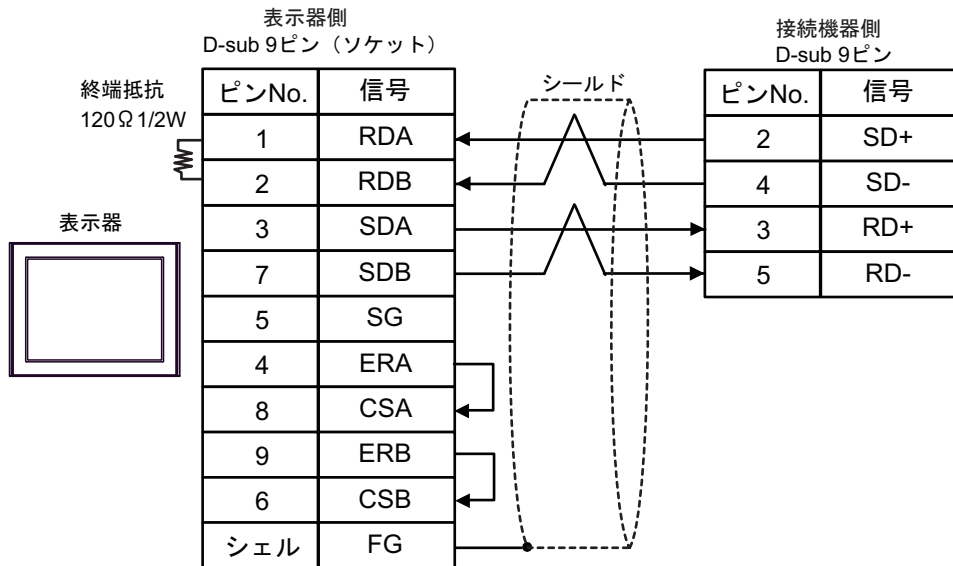 表示器側
D-sub 9ピン（ソケット）
接続機器側
D-sub 9ピン
終端抵抗
120Ω1/2W
シールド
表示器
ピンNo. 信号
1 RDA
2 RDB
3 SDA
7 SDB
5 SG
4 ERA
8 CSA
9 ERB
6 CSB
シェル FG
ピンNo. 信号
2 SD+
4 SD-
3 RD+
5 RD-